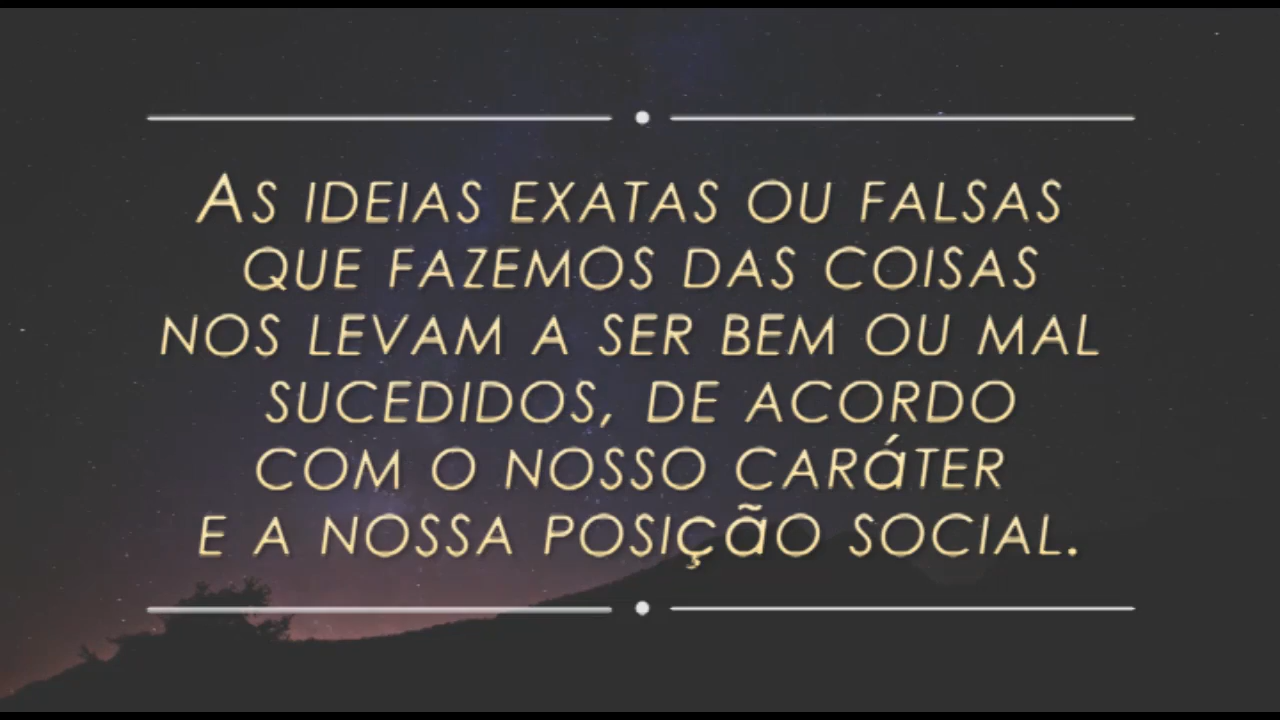 As IDEIAS EXATAS OU FALSAS
QUE FAZEMOS DAS COISAS
NOS LEVAM A SER BEM OU MAL
SUCEDIDOS, DE ACORDO
COM O NOSSO CARáTER
E A NOSSA POSIçãO SOCIAL.